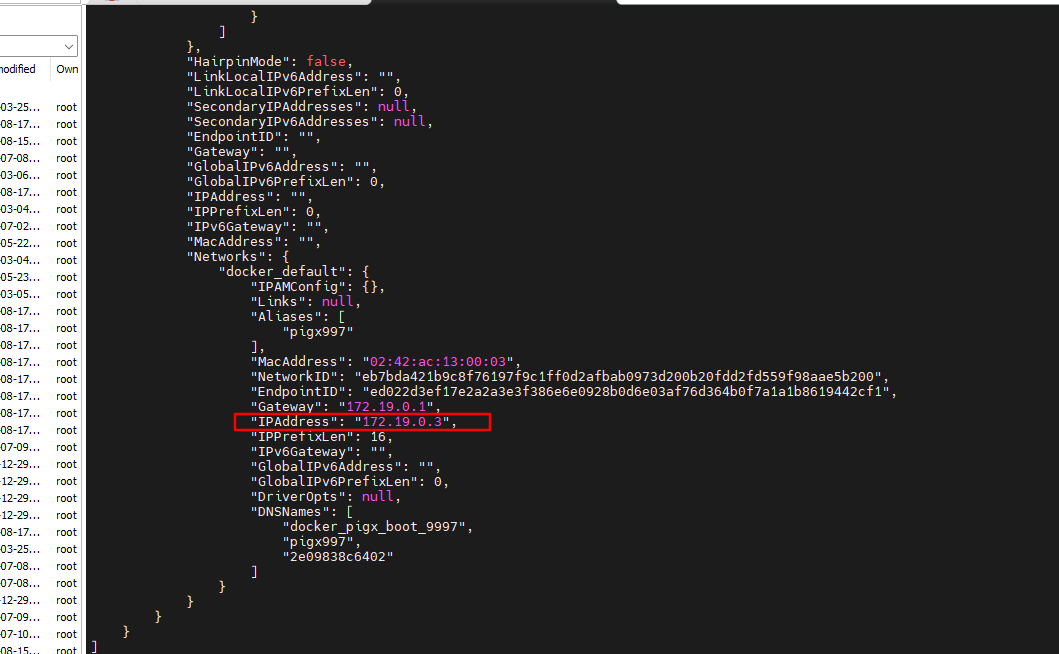 }
]
},
"HairpinMode": false,
"LinkLocalIPv6Address": "",
"LinkLocalIPv6PrefixLen": 0,
"SecondaryIPAddresses": null,
"SecondaryIPv6Addresses": null,
"EndpointID": "",
"Gateway": "",
"GlobalIPv6Address": "",
"GlobalIPv6PrefixLen": 0,
"IPAddress": "",
"IPPrefixLen": 0,
"IPv6Gateway": "",
"MacAddress": "",
"Networks": {
"docker_default": {
"IPAMConfig": {},
"Links": null,
"Aliases": [
"pigx997"
],
"MacAddress": "02:42:ac:13:00:03",
"NetworkID": "eb7bda421b9c8f76197f9c1ff0d2afbab0973d200b20fdd2fd559f98aae5b200",
"EndpointID": "ed022d3ef17e2a2a3e3f386e6e0928b0d6e03af76d364b0f7a1a1b8619442cf1",
"Gateway": "172.19.0.1",
"IPAddress": "172.19.0.3",
"IPPrefixLen": 16,
"IPv6Gateway": "",
"GlobalIPv6Address": "",
"GlobalIPv6PrefixLen": 0,
"DriverOpts": null,
"DNSNames": [
"docker_pigx_boot_9997",
"pigx997",
"2e09838c6402"
]
}
}
}
}
]
nodified Own
03-25... root
08-17... root
08-15... root
07-08... root
03-06... root
08-17... root
03-04... root
07-02... root
05-22... root
03-04... root
05-23... root
03-05... root
08-17... root
08-17... root
08-17... root
08-17... root
08-17... root
08-17... root
08-17... root
08-17... root
07-09... root
12-29... root
12-29... root
12-29... root
12-29... root
08-17... root
03-25... root
07-08... root
07-08... root
12-29... root
07-09... root
07-10... root
08-15... root